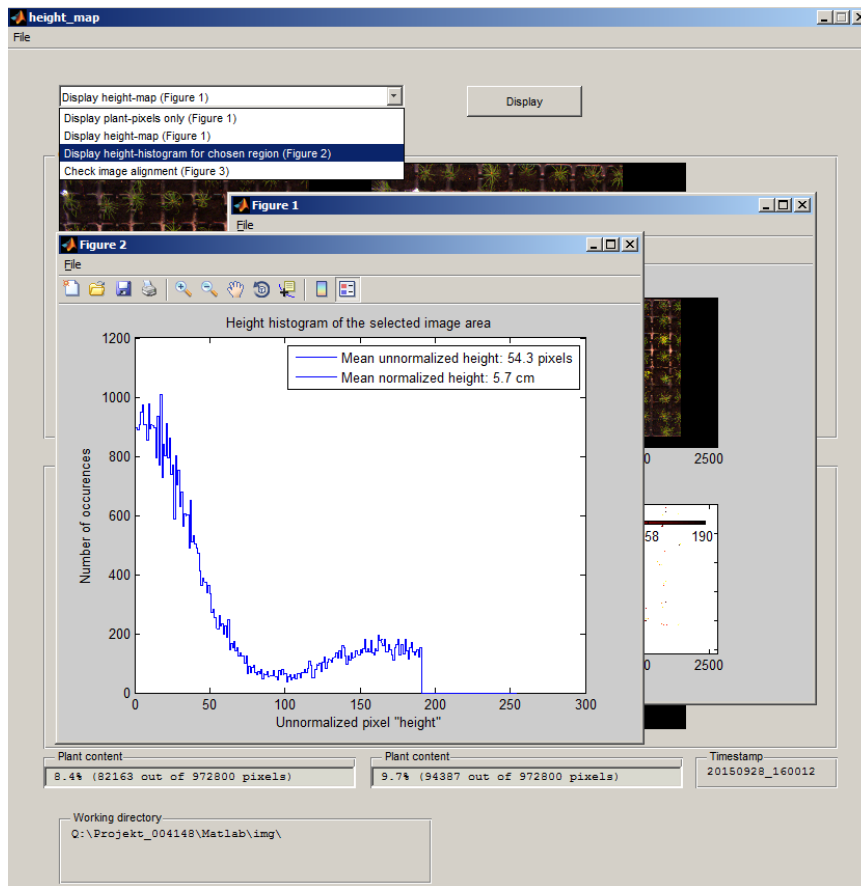 height_map
File
Display height-map (Figure 1)
Display
Display plant-pixels only (Figure 1)
Display height-map (Figure 1)
Display height-histogram for chosen region (Figure 2)
Check image alignment (Figure 3)
Figure 1
File
Figure 2
File
Height histogram of the selected image area
Mean unnormalized height: 54.3 pixels
Mean normalized height: 5.7 cm
1200
1000
800
600
400
200
0
Number of occurences
0 50 100 150 200 250 300
Unnormalized pixel "height"
0 2500
58 190
0 2500
Plant content
8.4% (82163 out of 972800 pixels)
Plant content
9.7% (94387 out of 972800 pixels)
Timestamp
20150928_160012
Working directory
Q:\Projekt_004148\Matlab\img\